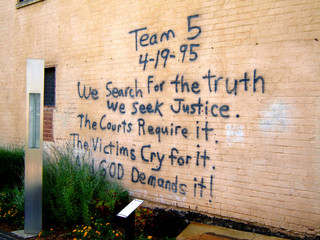 Team 5
4-19-95
We Search For the truth
We seek Justice.
The Courts Require it.
The Victims Cry for it.
And GOD Demands it!